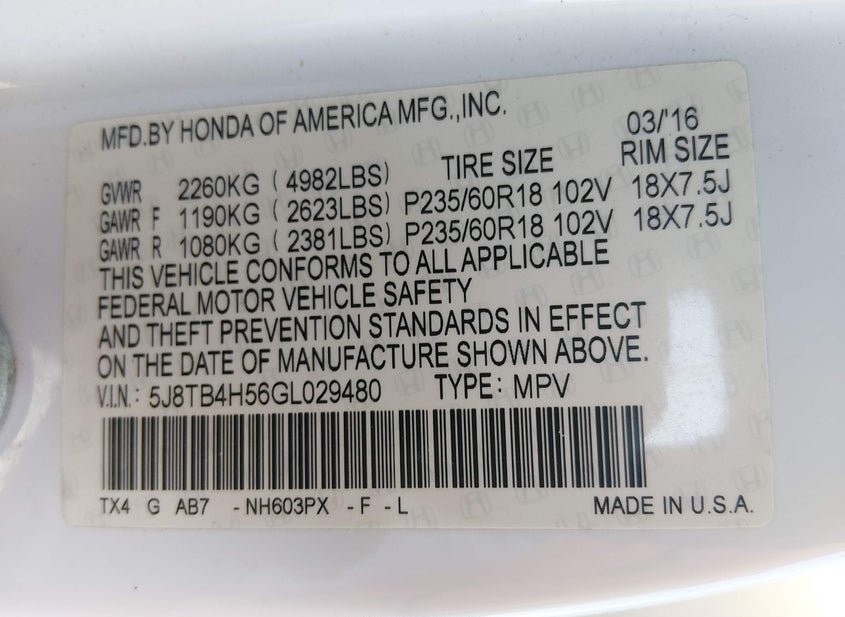 MFD.BY HONDA OF AMERICA MFG.,INC. 03/'16
TIRE SIZE RIM SIZE
GVWR 2260KG ( 4982LBS)
GAWR F 1190KG ( 2623LBS) P235/60R18 102V 18X7.5J
GAWR R 1080KG ( 2381LBS) P235/60R18 102V 18X7.5J
THIS VEHICLE CONFORMS TO ALL APPLICABLE
FEDERAL MOTOR VEHICLE SAFETY
AND THEFT PREVENTION STANDARDS IN EFFECT
ON THE DATE OF MANUFACTURE SHOWN ABOVE.
V.I.N.: 5J8TB4H56GL029480 TYPE: MPV
TX4 G AB7 -NH603PX -F -L MADE IN U.S.A.